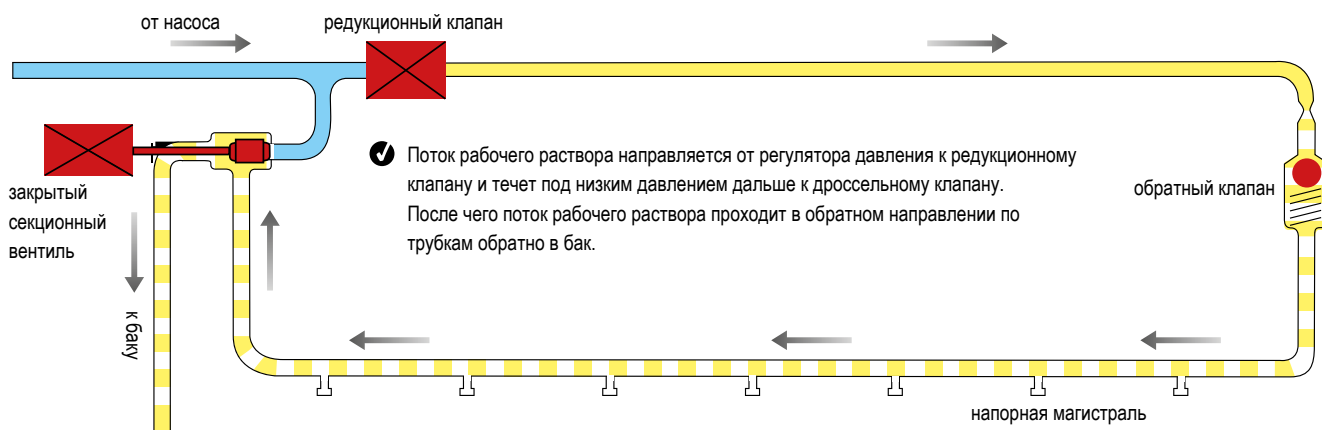 от насоса
редукционный клапан
Поток рабочего раствора направляется от регулятора давления к редукционному
клапану и течет под низким давлением дальше к дроссельному клапану.
После чего поток рабочего раствора проходит в обратном направлении по
трубкам обратно в бак.
закрытый
секционный
вентиль
обратный клапан
к баку
напорная магистраль